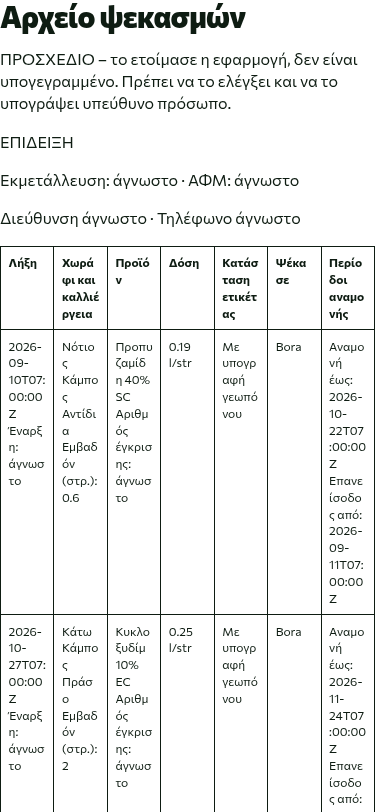 Αρχείο ψεκασμών
ΠΡΟΣΧΕΔΙΟ – το ετοίμασε η εφαρμογή, δεν είναι
υπογεγραμμένο. Πρέπει να το ελέγξει και να το
υπογράψει υπεύθυνο πρόσωπο.
ΕΠΙΔΕΙΞΗ
Εκμετάλλευση: άγνωστο · ΑΦΜ: άγνωστο
Διεύθυνση άγνωστο · Τηλέφωνο άγνωστο
Λήξη
Χωρά
φι και
καλλιέ
ργεια
Προϊό
ν
Δόση
Κατάσ
ταση
ετικέτ
ας
Ψέκα
σε
Περίο
δοι
αναμο
νής
2026-
09-
10T07:
00:00
Z
Έναρξ
η:
άγνωσ
το
Νότιο
ς
Κάμπο
ς
Αντίδι
α
Εμβαδ
όν
(στρ.):
0.6
Προπυ
ζαμίδ
η 40%
SC
Αριθμ
ός
έγκρισ
ης:
άγνωσ
το
0.19
l/str
Με
υπογρ
αφή
γεωπό
νου
Bora
Αναμο
νή
έως:
2026-
10-
22T07
:00:00
Z
Επανε
ίσοδο
ς από:
2026-
09-
11T07:
00:00
Z
2026-
10-
27T07:
00:00
Z
Έναρξ
η:
άγνωσ
το
Κάτω
Κάμπο
ς
Πράσ
ο
Εμβαδ
όν
(στρ.):
2
Κυκλο
ξυδίμ
10%
EC
Αριθμ
ός
έγκρισ
ης:
άγνωσ
το
0.25
l/str
Με
υπογρ
αφή
γεωπό
νου
Bora
Αναμο
νή
έως:
2026-
11-
24T07
:00:00
Z
Επανε
ίσοδο
ς από: